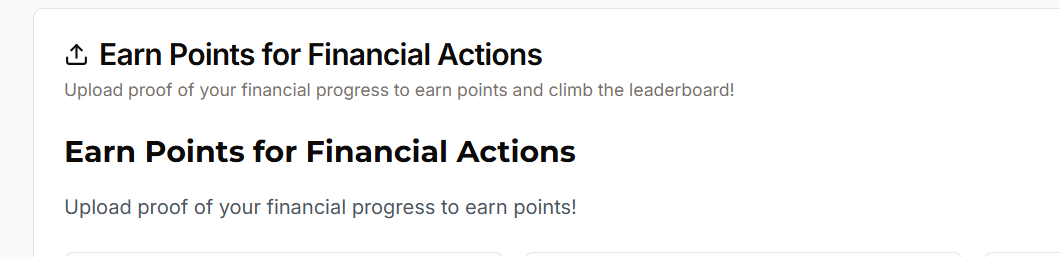 Earn Points for Financial Actions
Upload proof of your financial progress to earn points and climb the leaderboard!
Earn Points for Financial Actions
Upload proof of your financial progress to earn points!